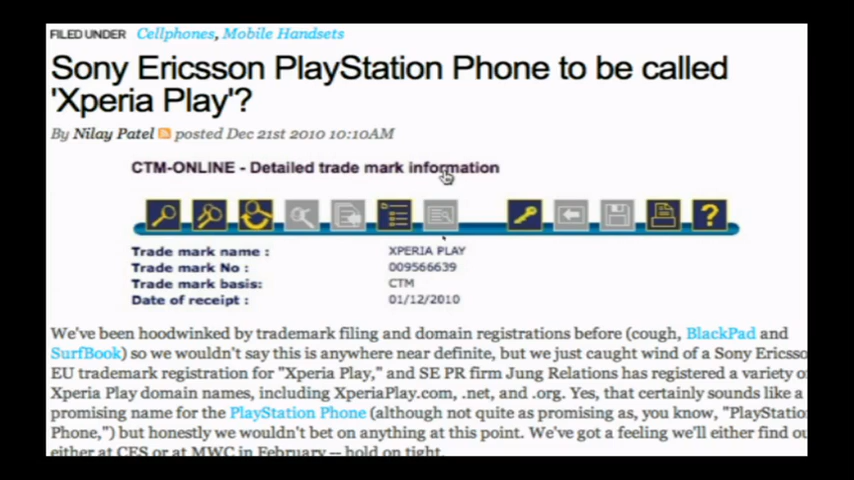 FILED UNDER Cellphones, Mobile Handsets
Sony Ericsson PlayStation Phone to be called
'Xperia Play'?
By Nilay Patel posted Dec 21st 2010 10:10AM
CTM-ONLINE - Detailed trade mark information
?
Trade mark name : XPERIA PLAY
Trade mark No : 009566639
Trade mark basis: CTM
Date of receipt : 01/12/2010
We've been hoodwinked by trademark filing and domain registrations before (cough, BlackPad and
SurfBook) so we wouldn't say this is anywhere near definite, but we just caught wind of a Sony Ericsso
EU trademark registration for "Xperia Play," and SE PR firm Jung Relations has registered a variety o
Xperia Play domain names, including XperiaPlay.com, .net, and .org. Yes, that certainly sounds like a
promising name for the PlayStation Phone (although not quite as promising as, you know, "PlayStatio
Phone,") but honestly we wouldn't bet on anything at this point. We've got a feeling we'll either find ou
either at CES or at MWC in February -- hold on tight.